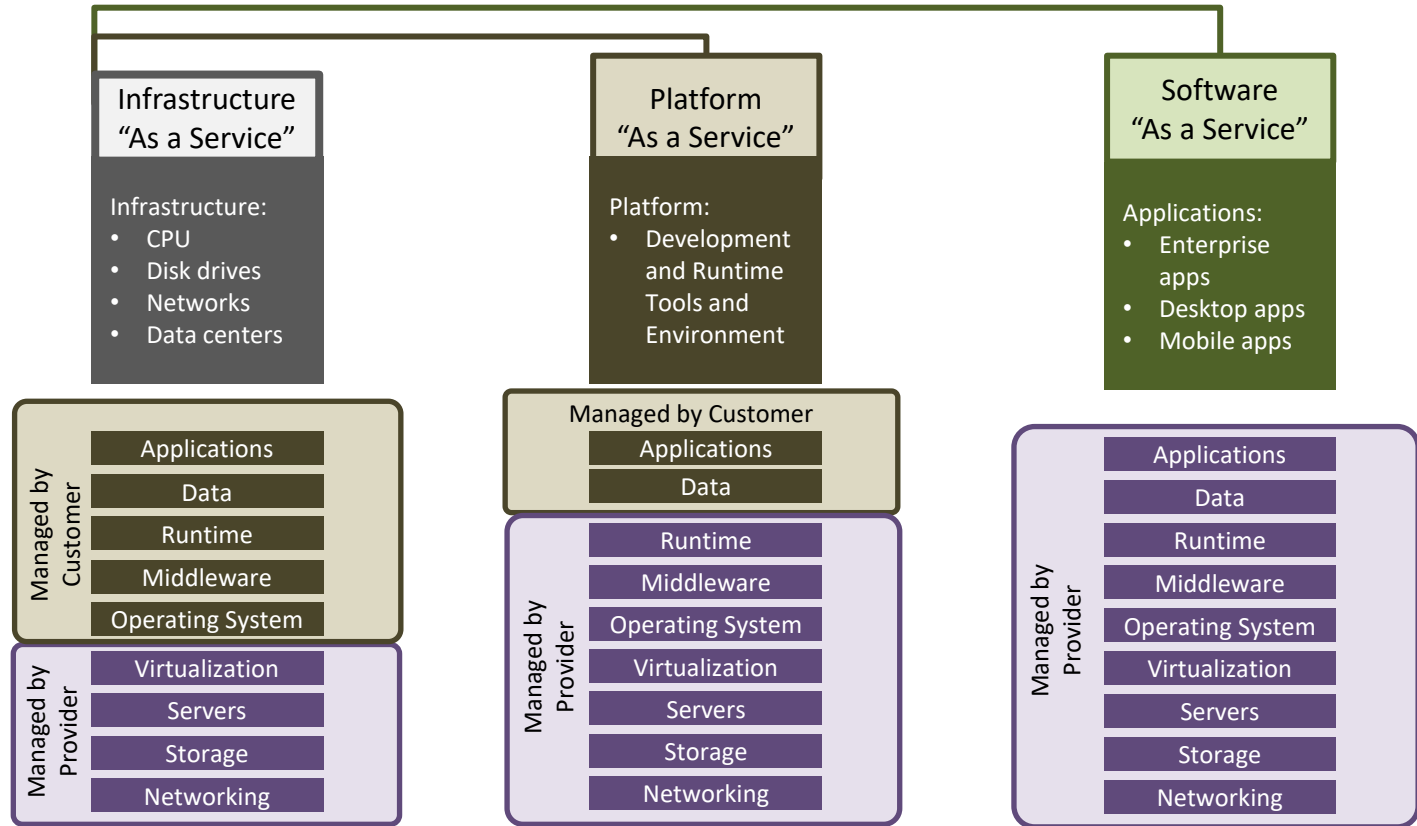 Infrastructure
“As a Service”
Infrastructure:
• CPU
• Disk drives
• Networks
• Data centers
Managed by
Customer
Applications
Data
Runtime
Middleware
Operating System
Managed by
Provider
Virtualization
Servers
Storage
Networking
Platform
“As a Service”
Platform:
• Development
and Runtime
Tools and
Environment
Managed by Customer
Applications
Data
Managed by
Provider
Runtime
Middleware
Operating System
Virtualization
Servers
Storage
Networking
Software
“As a Service”
Applications:
• Enterprise
apps
• Desktop apps
• Mobile apps
Managed by
Provider
Applications
Data
Runtime
Middleware
Operating System
Virtualization
Servers
Storage
Networking